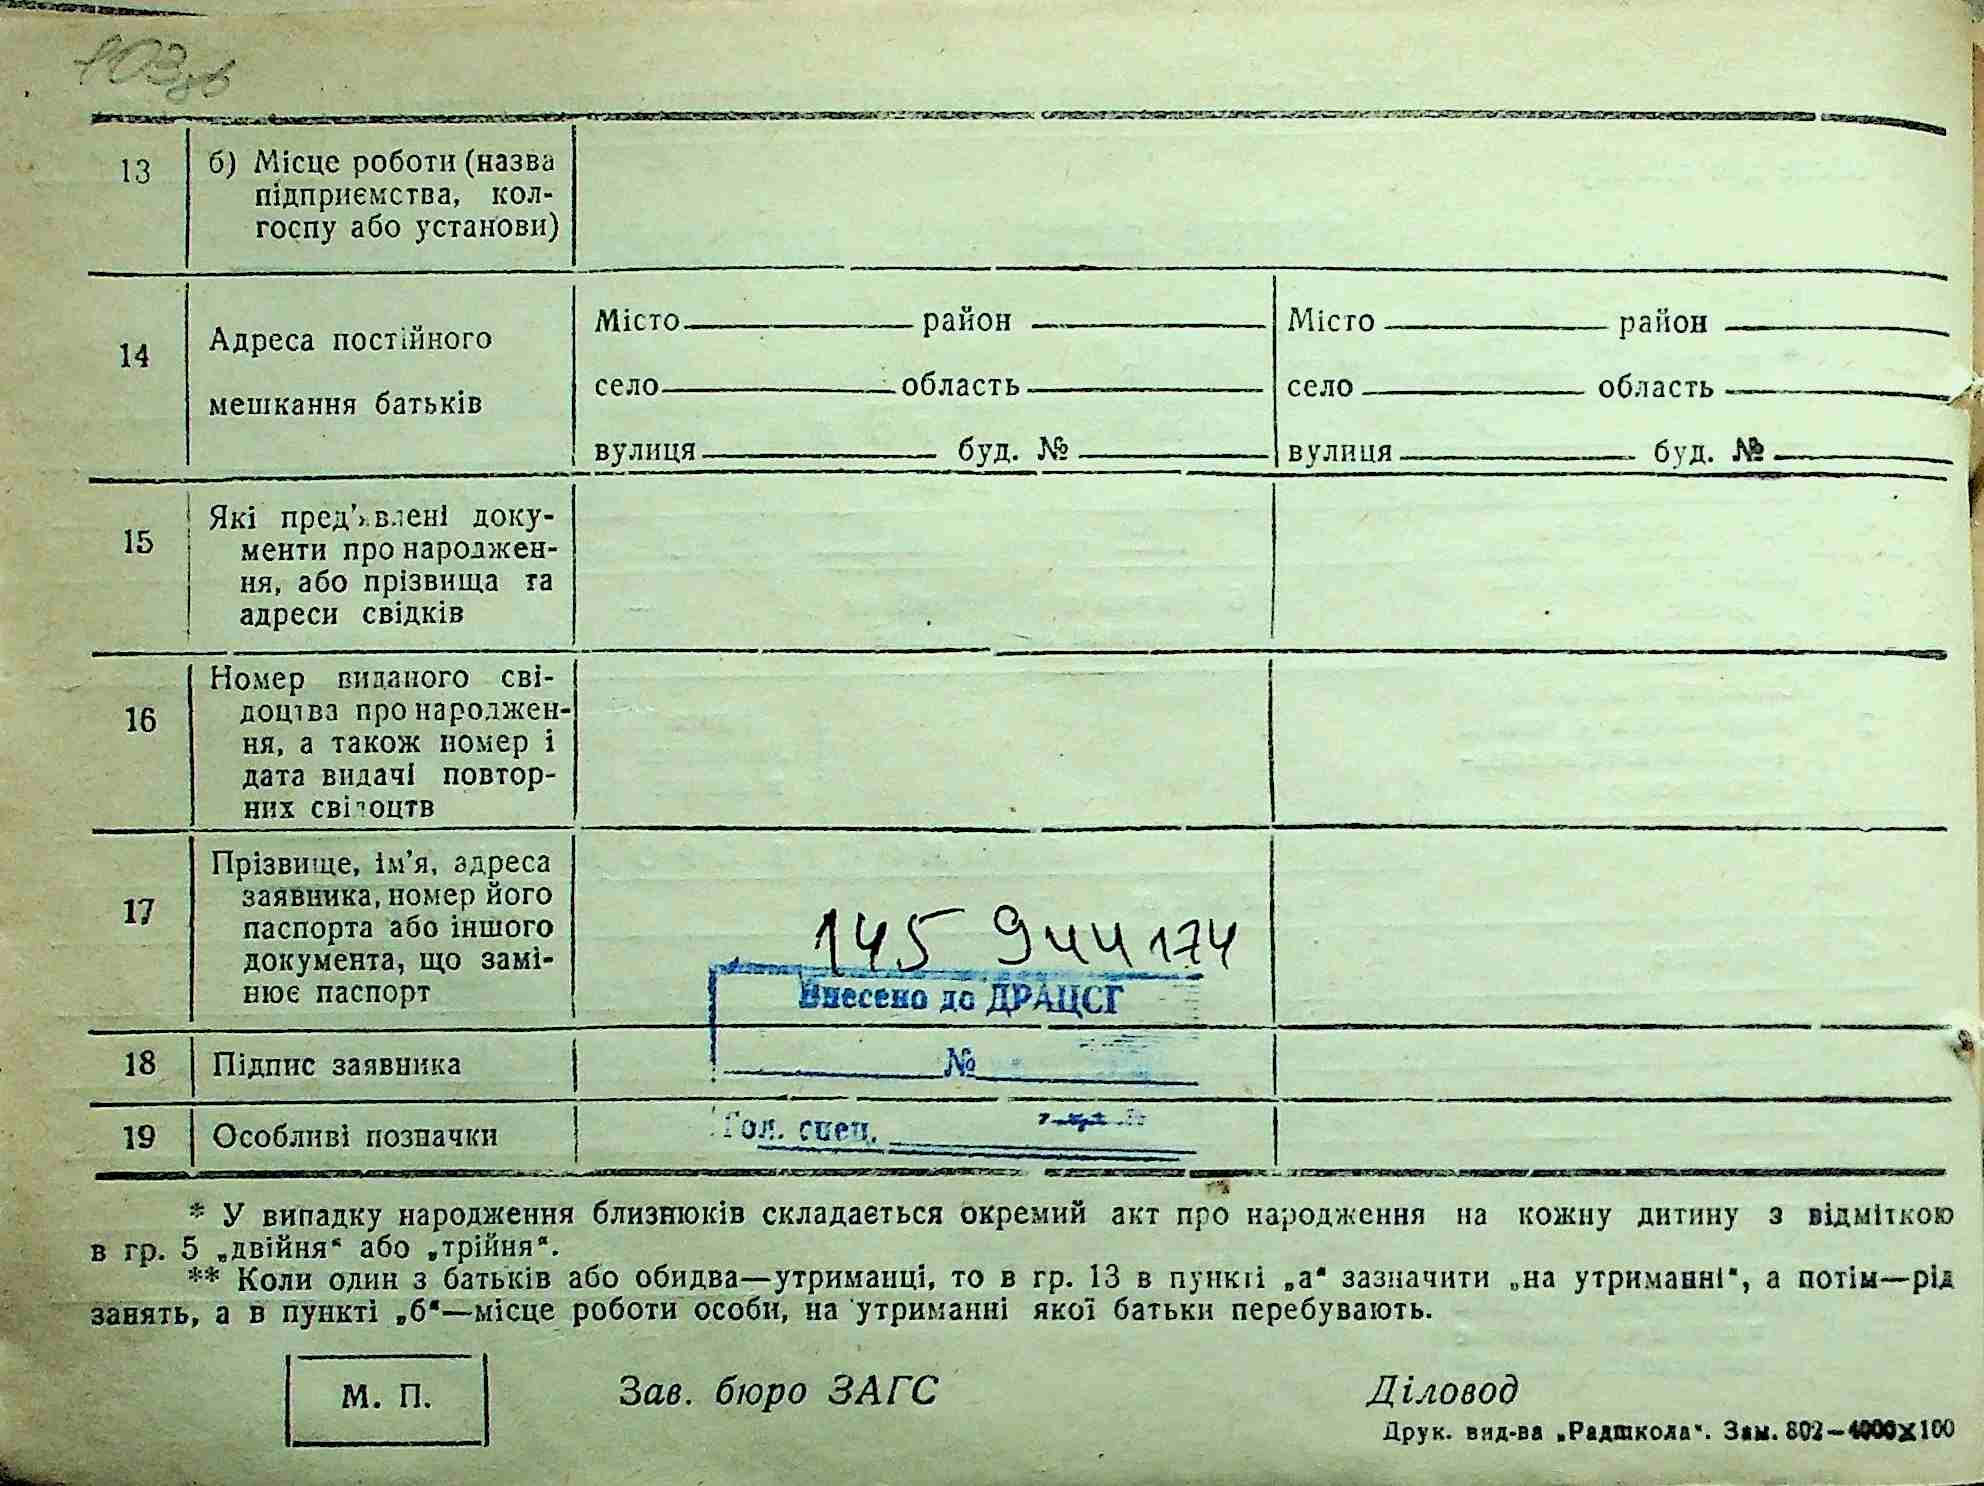 103зв
13
б) Місце роботи (назва
підприємства, кол-
госпу або установи)
14
Адреса постійного
мешкання батьків
Місто район
село область
вулиця буд. №
Місто район
село область
вулиця буд. №
15
Які пред'явлені доку-
менти про народжен-
ня, або прізвища та
адреси свідків
16
Номер виданого сві-
доцтва про народжен-
ня, а також номер і
дата видачі повтор-
них свідоцтв
17
Прізвище, ім'я, адреса
заявника, номер його
паспорта або іншого
документа, що замі-
нює паспорт
145 944174
Внесено до ДРАЦСГ
№
18
Підпис заявника
19
Особливі позначки
Гол. спец.
* У випадку народження близнюків складається окремий акт про народження на кожну дитину з відміткою
в гр. 5 „двійня“ або „трійня“.
** Коли один з батьків або обидва—утриманці, то в гр. 13 в пункті „а“ зазначити „на утриманні“, а потім—рід
занять, а в пункті „б“—місце роботи особи, на утриманні якої батьки перебувають.
М. П.
Зав. бюро ЗАГС
Діловод
Друк. вид-ва „Радшкола“. Зам. 802—4000×100